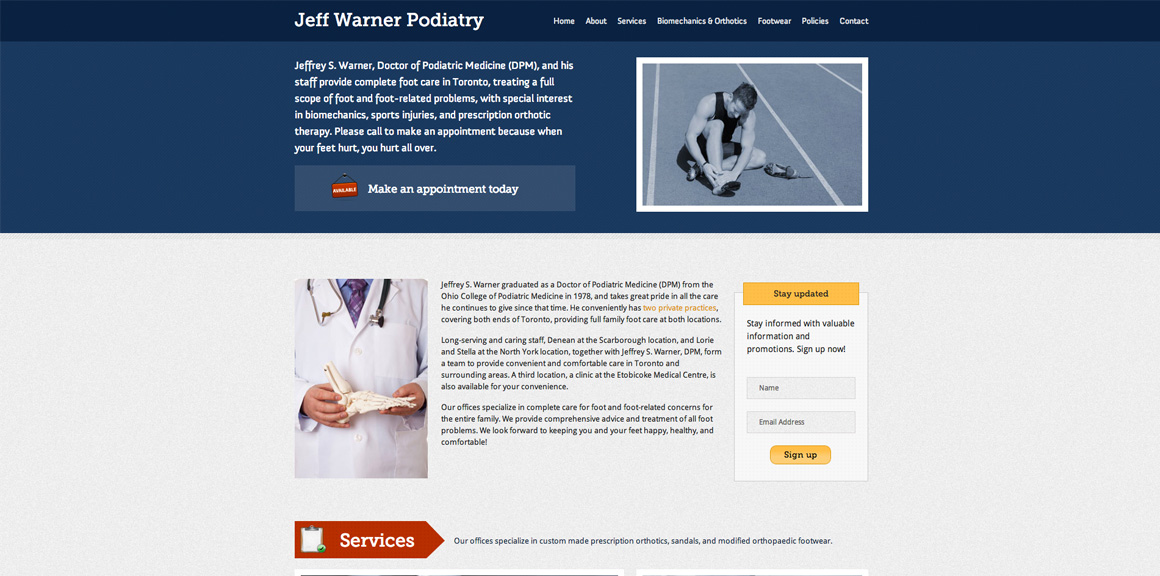 Jeff Warner Podiatry
Home About Services Biomechanics & Orthotics Footwear Policies Contact
Jeffrey S. Warner, Doctor of Podiatric Medicine (DPM), and his
staff provide complete foot care in Toronto, treating a full
scope of foot and foot-related problems, with special interest
in biomechanics, sports injuries, and prescription orthotic
therapy. Please call to make an appointment because when
your feet hurt, you hurt all over.
AVAILABLE
Make an appointment today
Jeffrey S. Warner graduated as a Doctor of Podiatric Medicine (DPM) from the
Ohio College of Podiatric Medicine in 1978, and takes great pride in all the care
he continues to give since that time. He conveniently has two private practices,
covering both ends of Toronto, providing full family foot care at both locations.
Long-serving and caring staff, Denean at the Scarborough location, and Lorie
and Stella at the North York location, together with Jeffrey S. Warner, DPM, form
a team to provide convenient and comfortable care in Toronto and
surrounding areas. A third location, a clinic at the Etobicoke Medical Centre, is
also available for your convenience.
Our offices specialize in complete care for foot and foot-related concerns for
the entire family. We provide comprehensive advice and treatment of all foot
problems. We look forward to keeping you and your feet happy, healthy, and
comfortable!
Stay updated
Stay informed with valuable
information and
promotions. Sign up now!
Name
Email Address
Sign up
Services
Our offices specialize in custom made prescription orthotics, sandals, and modified orthopaedic footwear.